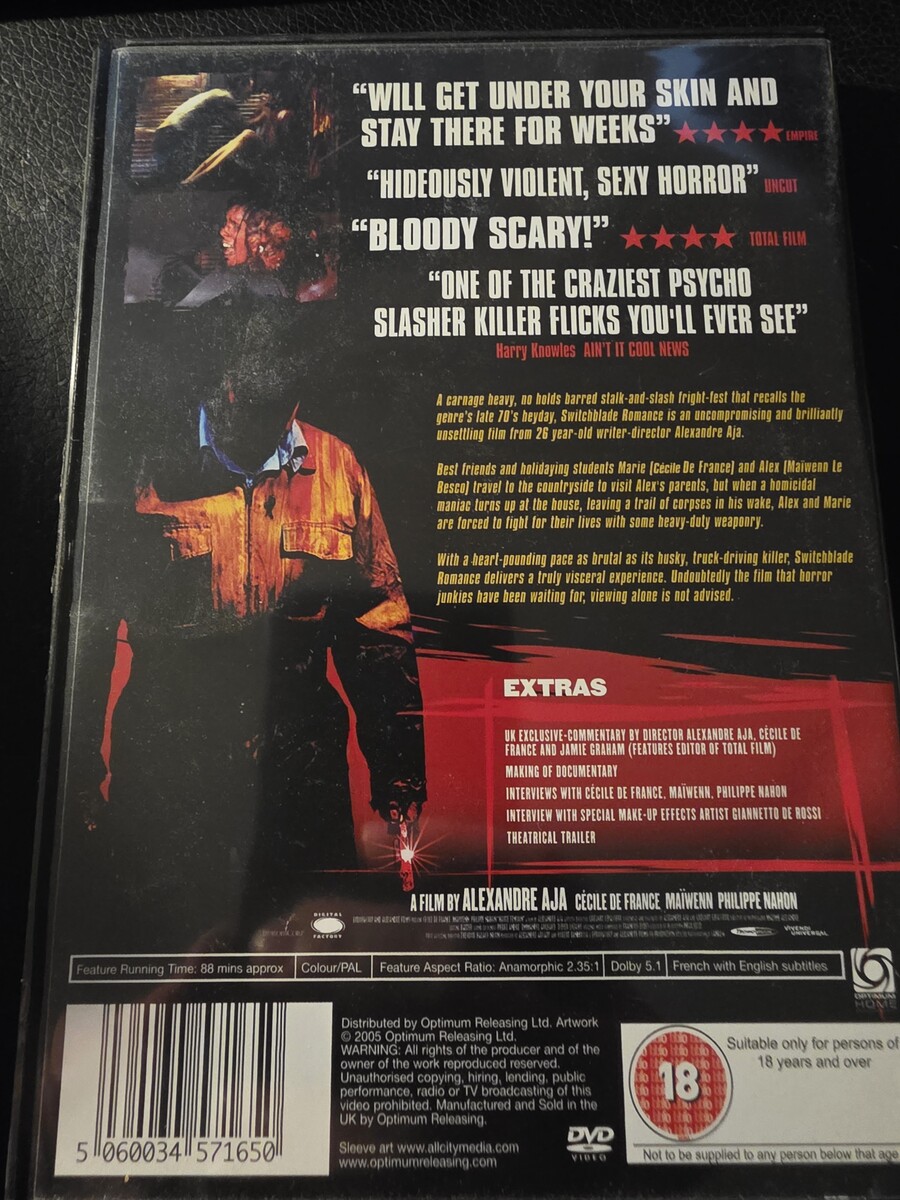 “WILL GET UNDER YOUR SKIN AND
STAY THERE FOR WEEKS” ★★★★ EMPIRE
“HIDEOUSLY VIOLENT, SEXY HORROR” UNCUT
“BLOODY SCARY!” ★★★★ TOTAL FILM
“ONE OF THE CRAZIEST PSYCHO
SLASHER KILLER FLICKS YOU'LL EVER SEE”
Harry Knowles AIN'T IT COOL NEWS
A carnage heavy, no holds barred stalk-and-slash fright-fest that recalls the
genre's late 70's heyday, Switchblade Romance is an uncompromising and brilliantly
unsettling film from 26 year-old writer-director Alexandre Aja.
Best friends and holidaying students Marie (Cécile De France) and Alex (Maïwenn Le
Besco) travel to the countryside to visit Alex's parents, but when a homicidal
maniac turns up at the house, leaving a trail of corpses in his wake, Alex and Marie
are forced to fight for their lives with some heavy-duty weaponry.
With a heart-pounding pace as brutal as its husky, truck-driving killer, Switchblade
Romance delivers a truly visceral experience. Undoubtedly the film that horror
junkies have been waiting for, viewing alone is not advised.
EXTRAS
UK EXCLUSIVE-COMMENTARY BY DIRECTOR ALEXANDRE AJA, CÉCILE DE
FRANCE AND JAMIE GRAHAM (FEATURES EDITOR OF TOTAL FILM)
MAKING OF DOCUMENTARY
INTERVIEWS WITH CÉCILE DE FRANCE, MAÏWENN, PHILIPPE NAHON
INTERVIEW WITH SPECIAL MAKE-UP EFFECTS ARTIST GIANNETTO DE ROSSI
THEATRICAL TRAILER
A FILM BY ALEXANDRE AJA CÉCILE DE FRANCE MAÏWENN PHILIPPE NAHON
DIGITAL
FACTORY
VIVENDI
UNIVERSAL
Feature Running Time: 88 mins approx Colour/PAL Feature Aspect Ratio: Anamorphic 2.35:1 Dolby 5.1 French with English subtitles
OPTIMUM
HOME
Distributed by Optimum Releasing Ltd. Artwork
© 2005 Optimum Releasing Ltd.
WARNING: All rights of the producer and of the
owner of the work reproduced reserved.
Unauthorised copying, hiring, lending, public
performance, radio or TV broadcasting of this
video prohibited. Manufactured and Sold in the
UK by Optimum Releasing.
Sleeve art www.allcitymedia.com
www.optimumreleasing.com
DVD
VIDEO
5 060034 571650
18
Suitable only for persons of
18 years and over
Not to be supplied to any person below that age